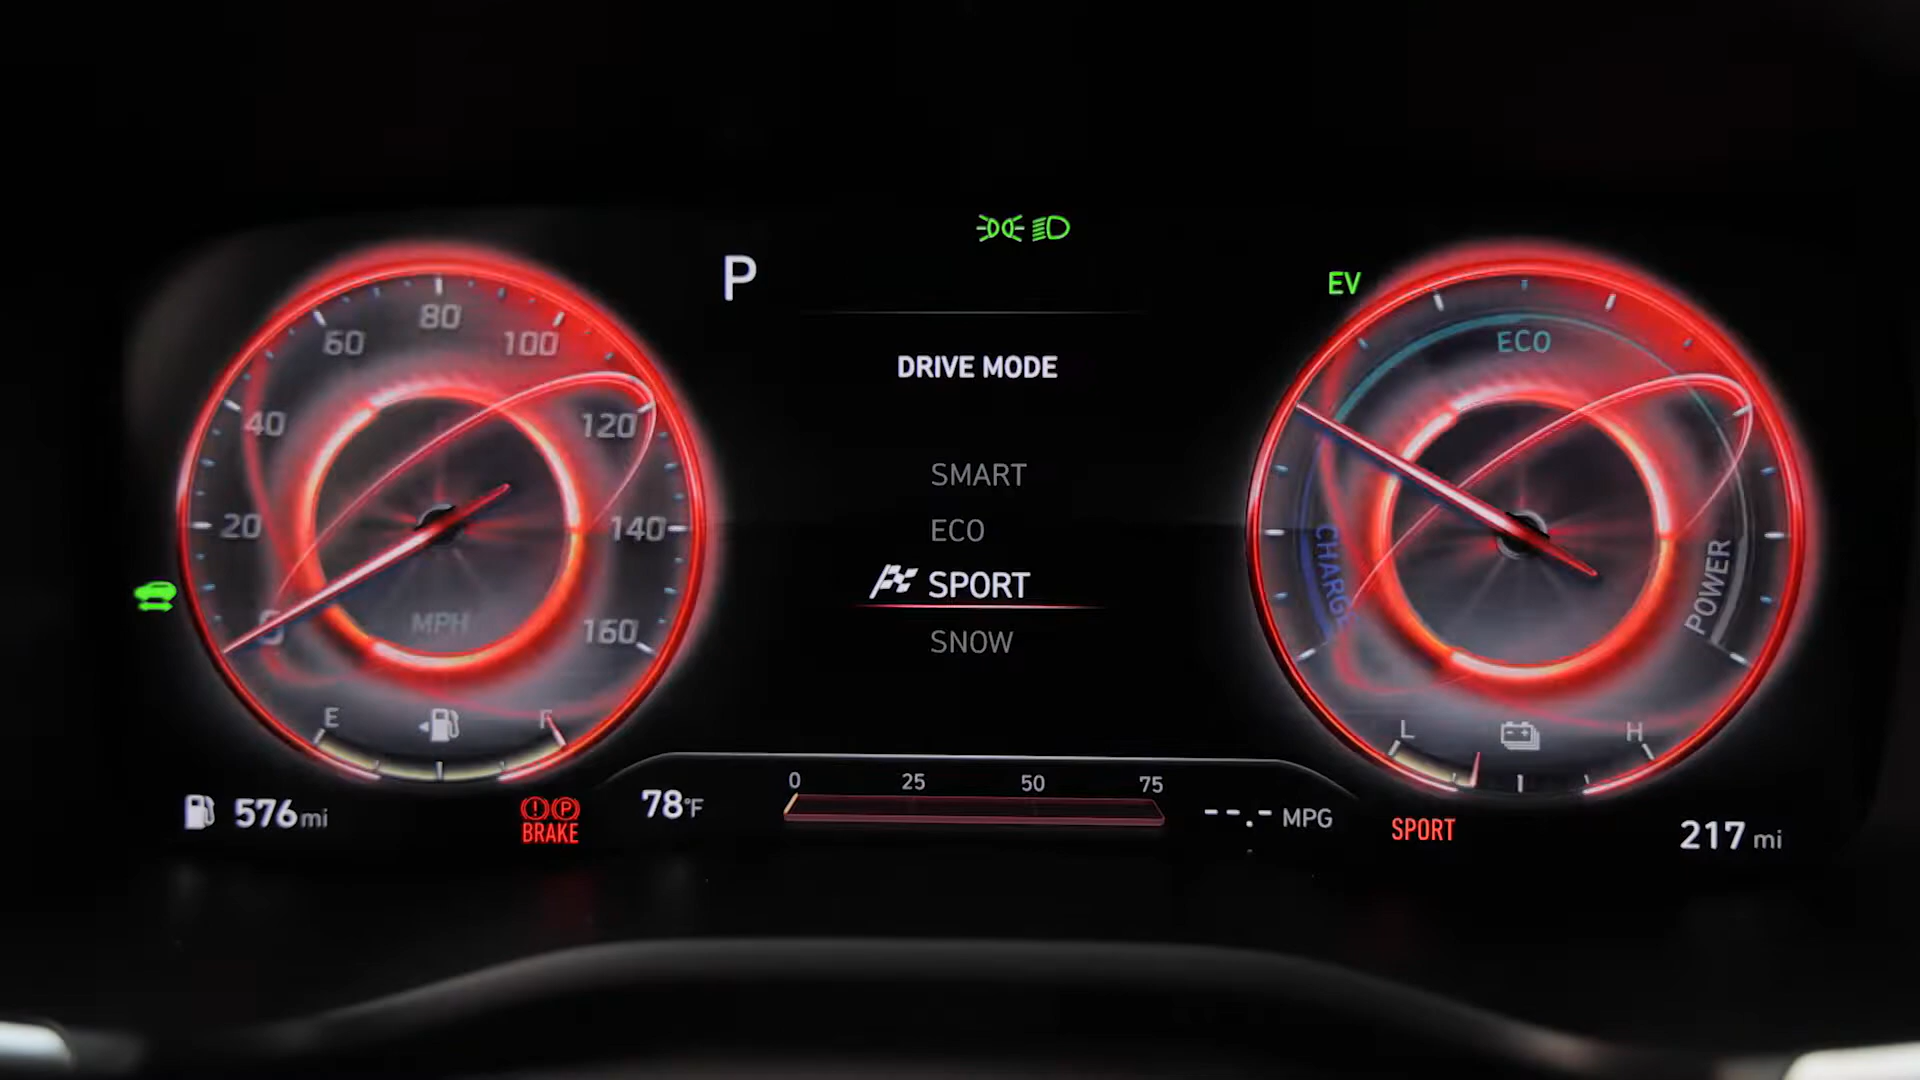 P
EV
DRIVE MODE
SMART
ECO
SPORT
SNOW
20
40
60
80
100
120
140
160
MPH
E
F
576 mi
BRAKE
78°F
0 25 50 75
--.- MPG
ECO
CHARGE
POWER
L
H
SPORT
217 mi